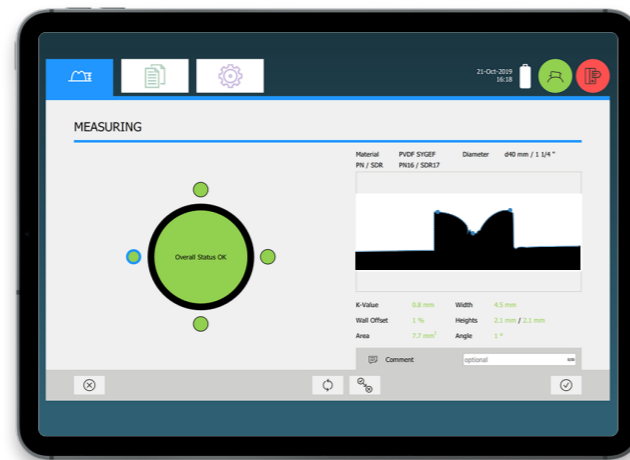 21-Oct-2019
16:18
MEASURING
Material PVDF SYGEF Diameter d40 mm / 1 1/4 "
PN / SDR PN16 / SDR17
Overall Status OK
K-Value 0.8 mm Width 4.5 mm
Wall Offset 1 % Heights 2.1 mm / 2.1 mm
Area 7.7 mm² Angle 1 °
Comment optional